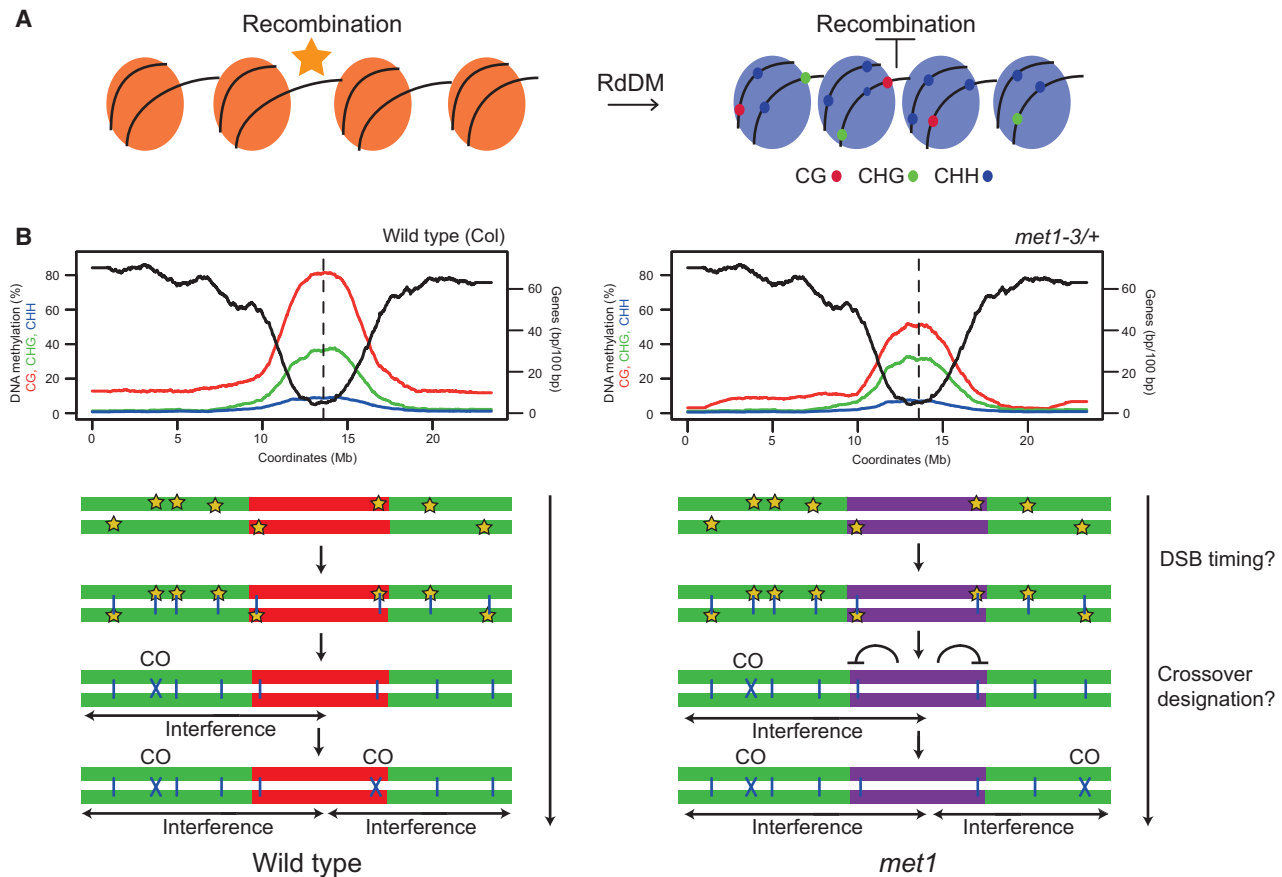 A
Recombination
RdDM
Recombination
CG CHG CHH
B
Wild type (Col)
DNA methylation (%)
CG, CHG, CHH
80
60
40
20
0
60
40
20
0
Genes (bp/100 bp)
0 5 10 15 20
Coordinates (Mb)
met1-3/+
DNA methylation (%)
CG, CHG, CHH
80
60
40
20
0
60
40
20
0
Genes (bp/100 bp)
0 5 10 15 20
Coordinates (Mb)
CO
Interference
CO CO
Interference Interference
Wild type
CO
Interference
CO CO
Interference Interference
met1
DSB timing?
Crossover
designation?